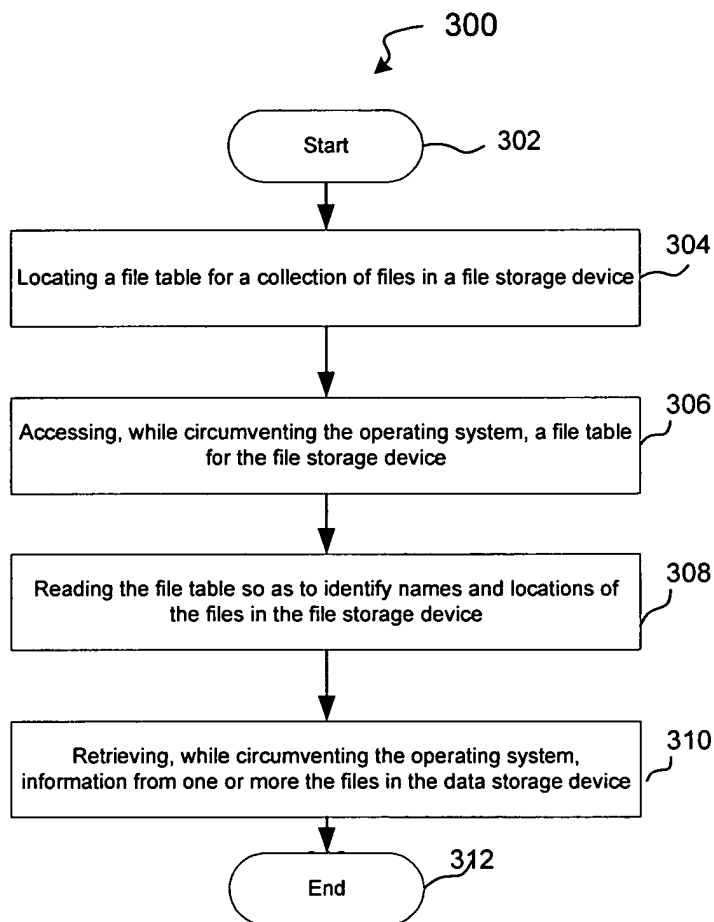 300
Start
302
304
Locating a file table for a collection of files in a file storage device
306
Accessing, while circumventing the operating system, a file table
for the file storage device
Reading the file table so as to identify names and locations of
the files in the file storage device
308
Retrieving, while circumventing the operating system,
information from one or more the files in the data storage device
310
312
End